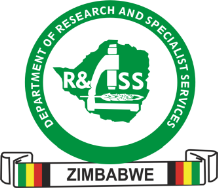 DEPARTMENT OF RESEARCH AND SPECIALIST SERVICES
R&SS
ZIMBABWE